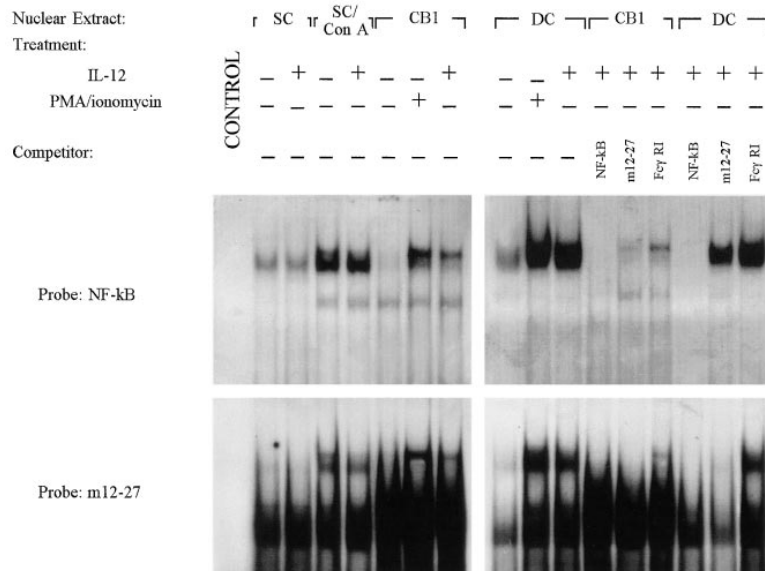 Nuclear Extract: SC SC/ Con A CB1 DC CB1 DC
Treatment:
IL-12 – + – + – – + – – + + + + + + +
PMA/ionomycin – – – – – + – – + – – – – – – –
CONTROL
Competitor: – – – – – – – – – – NF-kB m12-27 Fcγ RI NF-kB m12-27 Fcγ RI
Probe: NF-kB
Probe: m12-27